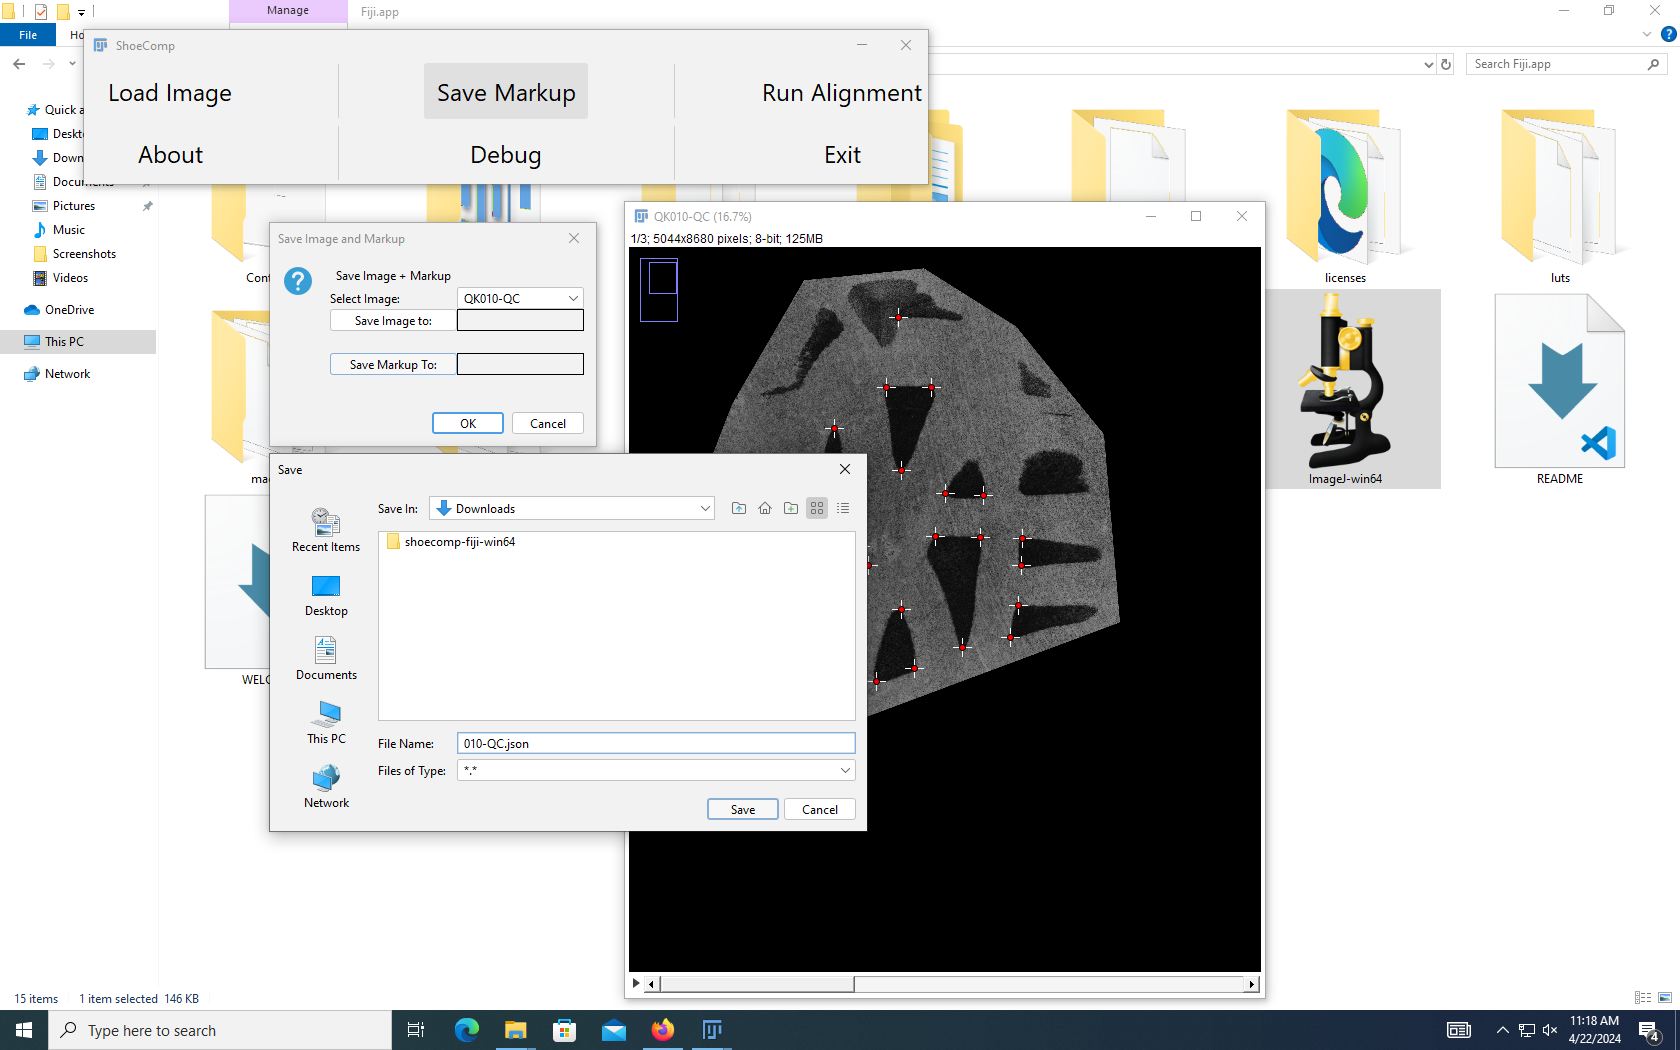 Manage
Fiji.app
File
Ho
ShoeComp
Load Image
Save Markup
Run Alignment
About
Debug
Exit
Search Fiji.app
Quick a
Deskt
Down
Documents
Pictures
Music
Screenshots
Videos
OneDrive
This PC
Network
Cont
licenses
luts
mac
ImageJ-win64
README
WELC
Save Image and Markup
Save Image + Markup
Select Image:
QK010-QC
Save Image to:
Save Markup To:
OK
Cancel
QK010-QC (16.7%)
1/3; 5044x8680 pixels; 8-bit; 125MB
Save
Save In:
Downloads
shoecomp-fiji-win64
Recent Items
Desktop
Documents
This PC
Network
File Name:
010-QC.json
Files of Type:
*.*
Save
Cancel
15 items
1 item selected 146 KB
Type here to search
11:18 AM
4/22/2024
4